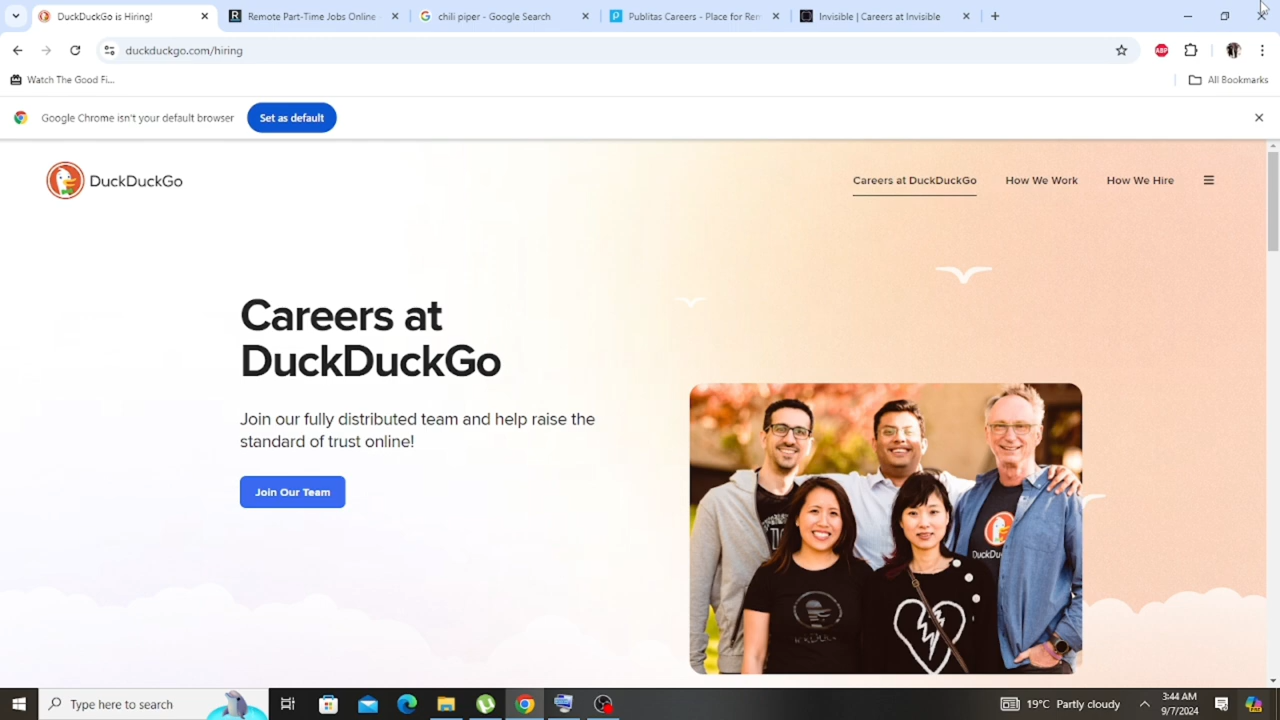 DuckDuckGo is Hiring!
Remote Part-Time Jobs Online
chili piper - Google Search
Publitas Careers - Place for Rem
Invisible | Careers at Invisible
duckduckgo.com/hiring
ABP
Watch The Good Fi...
All Bookmarks
Google Chrome isn't your default browser
Set as default
DuckDuckGo
Careers at DuckDuckGo
How We Work
How We Hire
Careers at
DuckDuckGo
Join our fully distributed team and help raise the
standard of trust online!
Join Our Team
Type here to search
19°C Partly cloudy
3:44 AM
9/7/2024